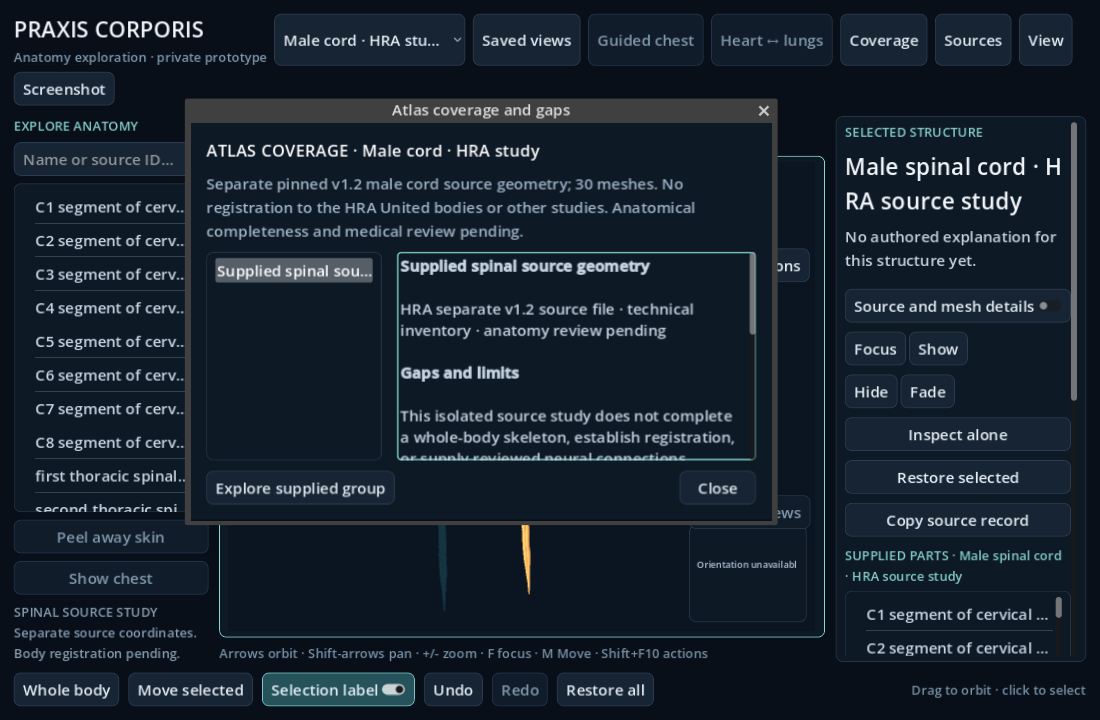 PRAXIS CORPORIS
Anatomy exploration · private prototype
Male cord · HRA stu...
Saved views
Guided chest
Heart ↔ lungs
Coverage
Sources
View
Screenshot
EXPLORE ANATOMY
Name or source ID...
C1 segment of cerv..
C2 segment of cerv..
C3 segment of cerv..
C4 segment of cerv..
C5 segment of cerv..
C6 segment of cerv..
C7 segment of cerv..
C8 segment of cerv..
first thoracic spinal..
second thoracic spi..
Peel away skin
Show chest
SPINAL SOURCE STUDY
Separate source coordinates.
Body registration pending.
Atlas coverage and gaps
ATLAS COVERAGE · Male cord · HRA study
Separate pinned v1.2 male cord source geometry; 30 meshes. No
registration to the HRA United bodies or other studies. Anatomical
completeness and medical review pending.
Supplied spinal sou...
Supplied spinal source geometry
HRA separate v1.2 source file · technical
inventory · anatomy review pending
Gaps and limits
This isolated source study does not complete
a whole-body skeleton, establish registration,
or supply reviewed neural connections
Explore supplied group
Close
ons
ews
Orientation unavailabl
Arrows orbit · Shift-arrows pan · +/- zoom · F focus · M Move · Shift+F10 actions
SELECTED STRUCTURE
Male spinal cord · H
RA source study
No authored explanation for
this structure yet.
Source and mesh details
Focus
Show
Hide
Fade
Inspect alone
Restore selected
Copy source record
SUPPLIED PARTS · Male spinal cord
· HRA source study
C1 segment of cervical ...
C2 segment of cervical ...
Whole body
Move selected
Selection label
Undo
Redo
Restore all
Drag to orbit · click to select